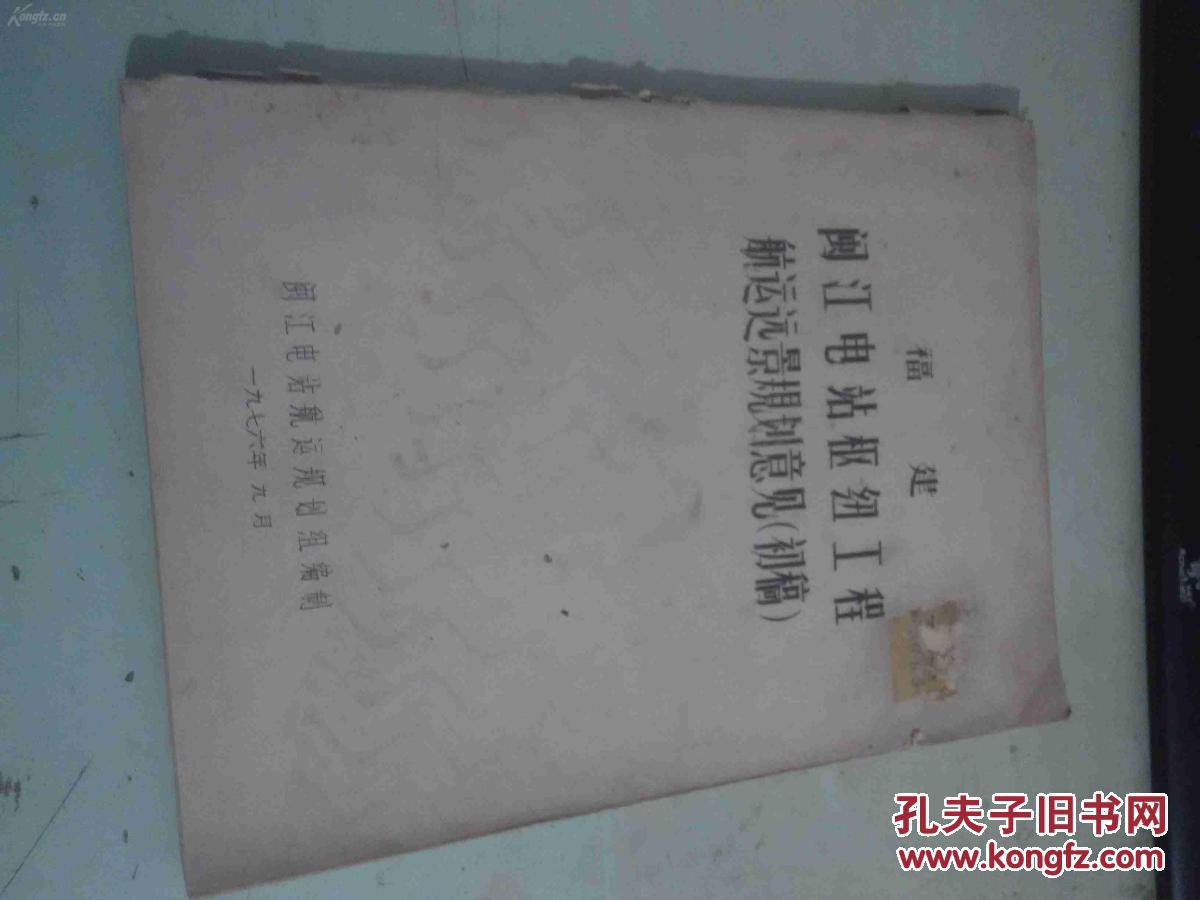 福建
闽江电站枢纽工程
航运远景规划意见(初稿)
闽江电站航运规划组编制
一九七六年九月
Kongfz.cn
孔夫子旧书网
www.kongfz.com